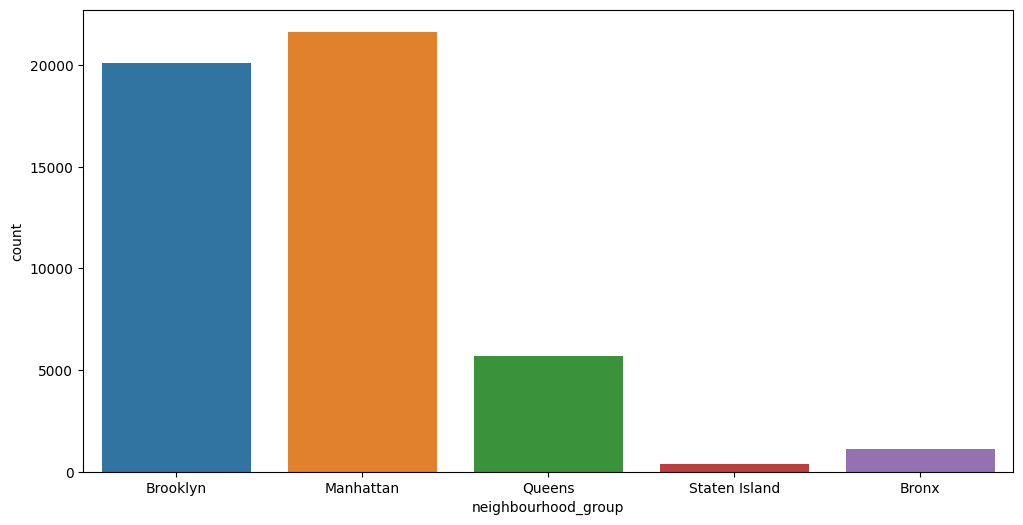 count
20000
15000
10000
5000
0
Brooklyn Manhattan Queens Staten Island Bronx
neighbourhood_group